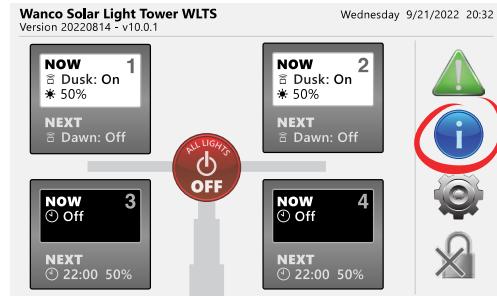 Wanco Solar Light Tower WLTS
Version 20220814 - v10.0.1
Wednesday 9/21/2022 20:32
NOW 1
Dusk: On
50%
NEXT
Dawn: Off
NOW 2
Dusk: On
50%
NEXT
Dawn: Off
ALL LIGHTS
OFF
NOW 3
Off
NEXT
22:00 50%
NOW 4
Off
NEXT
22:00 50%